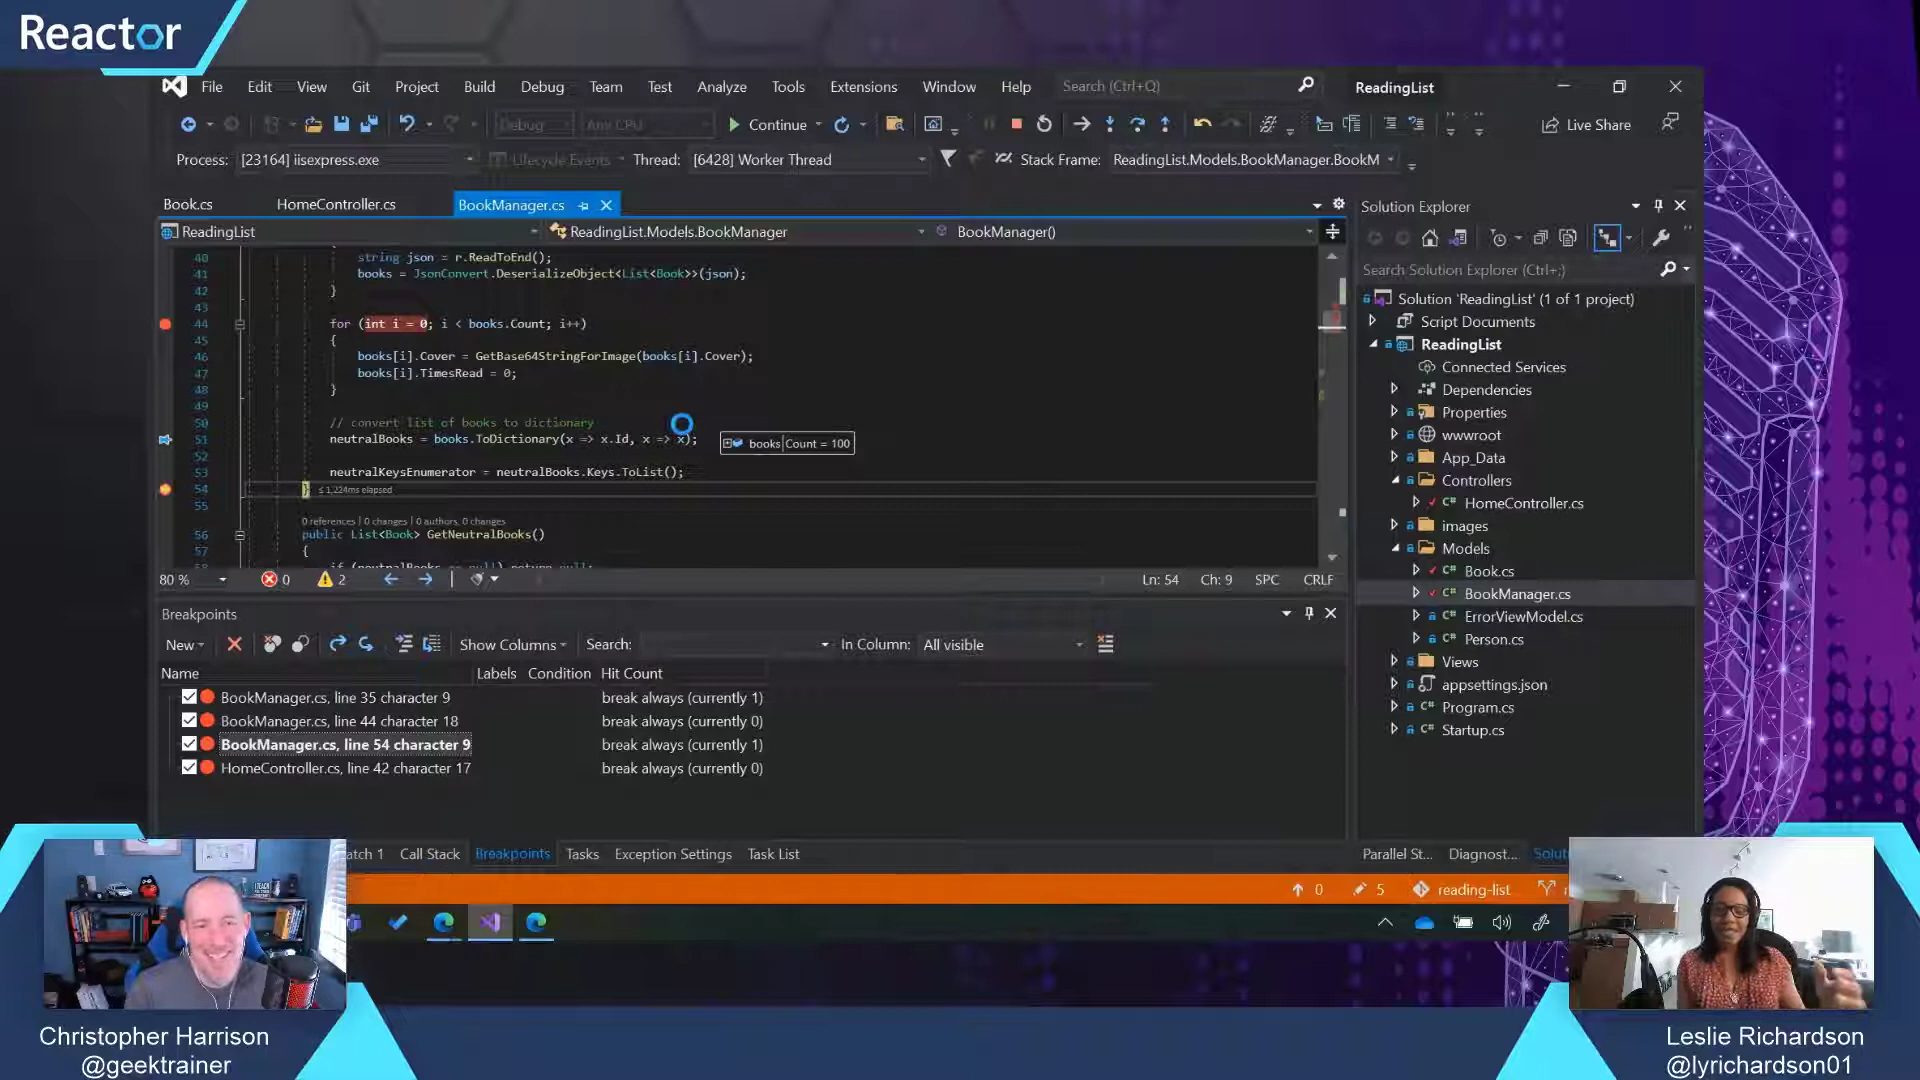 Reactor
File Edit View Git Project Build Debug Team Test Tools Analyze Extensions Window Help Search (Ctrl+Q) ReadingList
Debug Any CPU Continue Live Share
Process: [23164] iisexpress.exe Lifecycle Events Thread: [6428] Worker Thread Stack Frame: ReadingList.Models.BookManager.BookM
Book.cs HomeController.cs BookManager.cs
ReadingList ReadingList.Models.BookManager BookManager()
40 string json = r.ReadToEnd();
41 books = JsonConvert.DeserializeObject<List<Book>>(json);
42 }
43
44 for (int i = 0; i < books.Count; i++)
45 {
46 books[i].Cover = GetBase64StringForImage(books[i].Cover);
47 books[i].TimesRead = 0;
48 }
49
50 // convert list of books to dictionary
51 neutralBooks = books.ToDictionary(x => x.Id, x => x); books Count = 100
52
53 neutralKeysEnumerator = neutralBooks.Keys.ToList();
54 } ≤ 1,224ms elapsed
55
0 references | 0 changes | 0 authors, 0 changes
56 public List<Book> GetNeutralBooks()
57 {
80 % 0 2 Ln: 54 Ch: 9 SPC CRLF
Breakpoints
New Show Columns Search: In Column: All visible
Name Labels Condition Hit Count
BookManager.cs, line 35 character 9 break always (currently 1)
BookManager.cs, line 44 character 18 break always (currently 0)
BookManager.cs, line 54 character 9 break always (currently 1)
HomeController.cs, line 42 character 17 break always (currently 0)
atch 1 Call Stack Breakpoints Tasks Exception Settings Task List
Solution Explorer
Search Solution Explorer (Ctrl+;)
Solution 'ReadingList' (1 of 1 project)
Script Documents
ReadingList
Connected Services
Dependencies
Properties
wwwroot
App_Data
Controllers
C# HomeController.cs
images
Models
C# Book.cs
C# BookManager.cs
C# ErrorViewModel.cs
C# Person.cs
Views
appsettings.json
C# Program.cs
C# Startup.cs
Parallel St... Diagnost... Soluti
0 5 reading-list
Christopher Harrison
@geektrainer
Leslie Richardson
@lyrichardson01